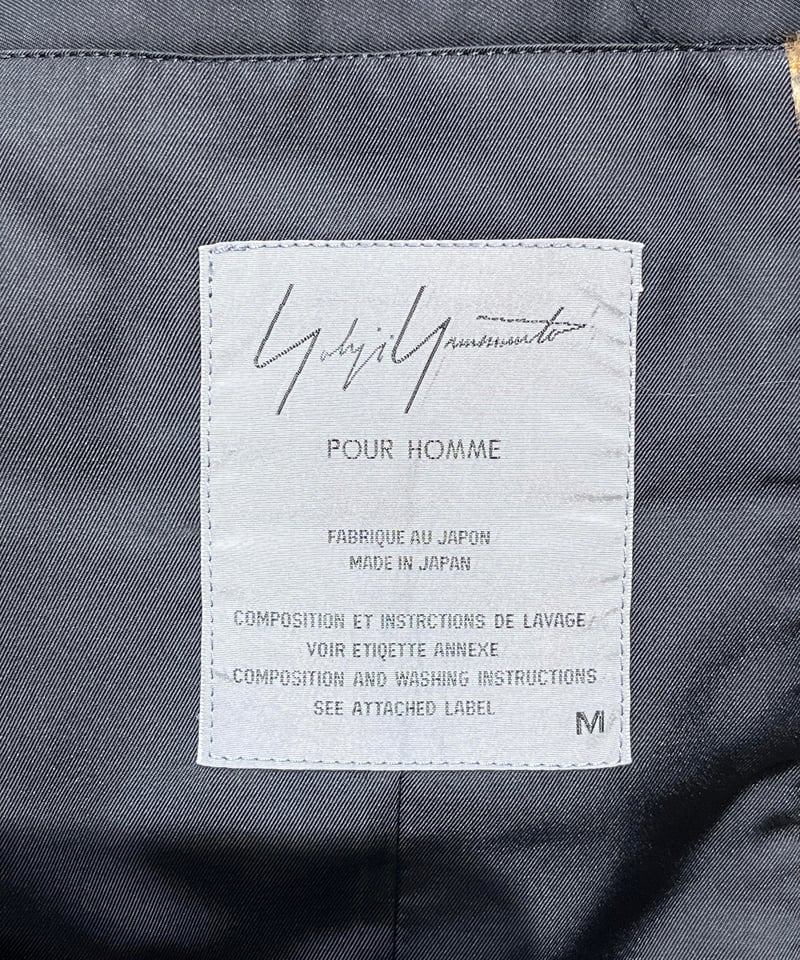 Yohji Yamamoto
POUR HOMME
FABRIQUE AU JAPON
MADE IN JAPAN
COMPOSITION ET INSTRCTIONS DE LAVAGE
VOIR ETIQETTE ANNEXE
COMPOSITION AND WASHING INSTRUCTIONS
SEE ATTACHED LABEL
M